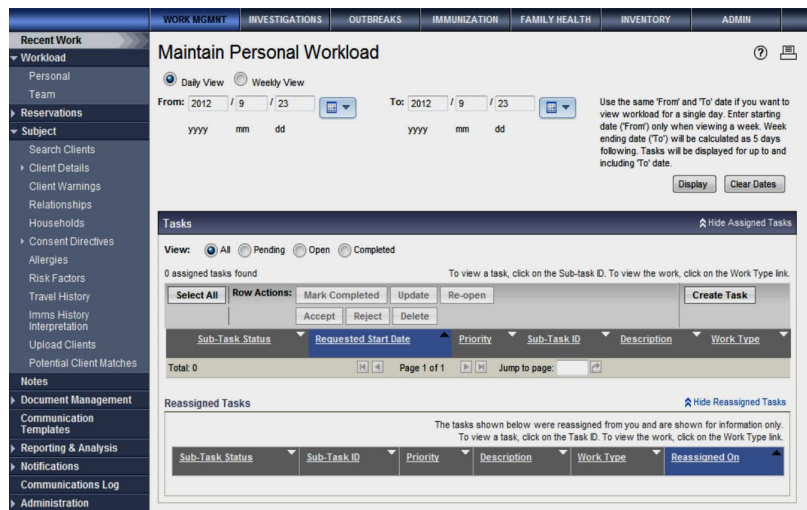 WORK MGMNT INVESTIGATIONS OUTBREAKS IMMUNIZATION FAMILY HEALTH INVENTORY ADMIN
Recent Work
Workload
Personal
Team
Reservations
Subject
Search Clients
Client Details
Client Warnings
Relationships
Households
Consent Directives
Allergies
Risk Factors
Travel History
Imms History
Interpretation
Upload Clients
Potential Client Matches
Notes
Document Management
Communication
Templates
Reporting & Analysis
Notifications
Communications Log
Administration
Maintain Personal Workload
Daily View Weekly View
From: 2012 / 9 / 23 To: 2012 / 9 / 23
yyyy mm dd yyyy mm dd
Use the same 'From' and 'To' date if you want to
view workload for a single day. Enter starting
date ('From') only when viewing a week. Week
ending date ('To') will be calculated as 5 days
following. Tasks will be displayed for up to and
including 'To' date.
Display Clear Dates
Tasks Hide Assigned Tasks
View: All Pending Open Completed
0 assigned tasks found To view a task, click on the Sub-task ID. To view the work, click on the Work Type link.
Select All Row Actions: Mark Completed Update Re-open Create Task
Accept Reject Delete
Sub-Task Status Requested Start Date Priority Sub-Task ID Description Work Type
Total: 0 Page 1 of 1 Jump to page:
Reassigned Tasks Hide Reassigned Tasks
The tasks shown below were reassigned from you and are shown for information only.
To view a task, click on the Task ID. To view the work, click on the Work Type link.
Sub-Task Status Sub-Task ID Priority Description Work Type Reassigned On